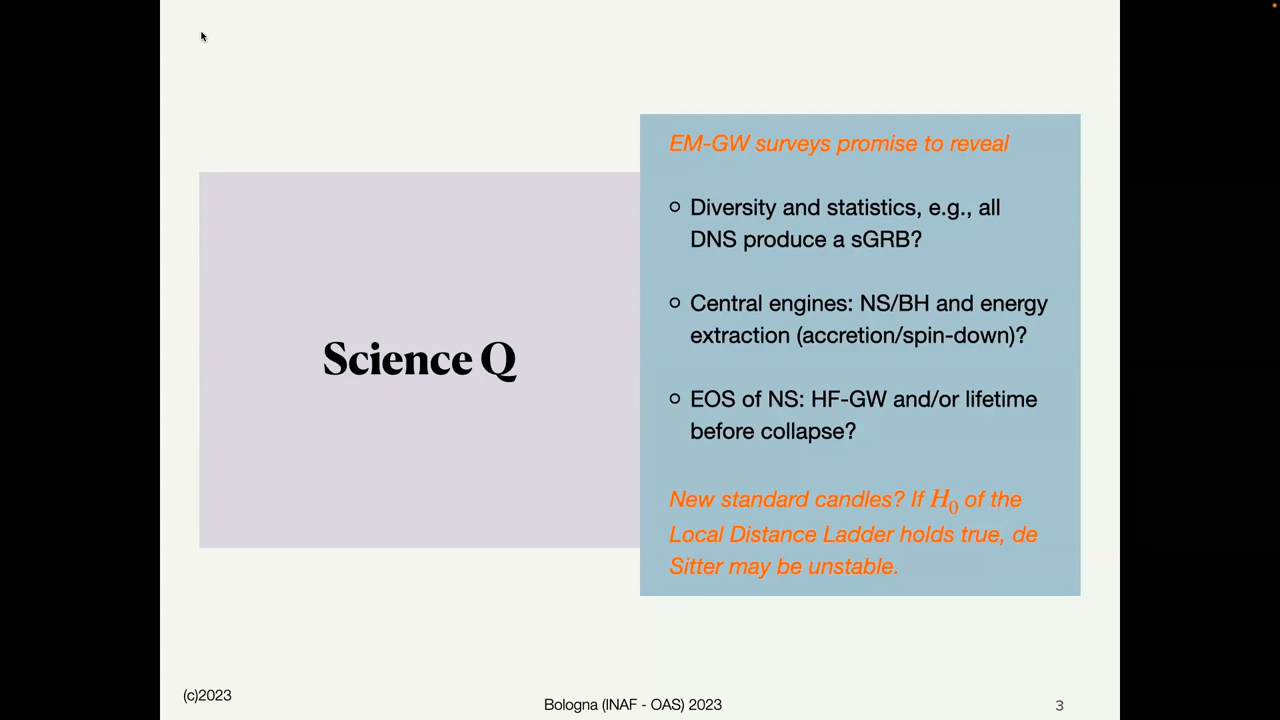 EM-GW surveys promise to reveal
Diversity and statistics, e.g., all
DNS produce a sGRB?
Central engines: NS/BH and energy
extraction (accretion/spin-down)?
Science Q
EOS of NS: HF-GW and/or lifetime
before collapse?
New standard candles? If H₀ of the
Local Distance Ladder holds true, de
Sitter may be unstable.
(c)2023
Bologna (INAF - OAS) 2023
3